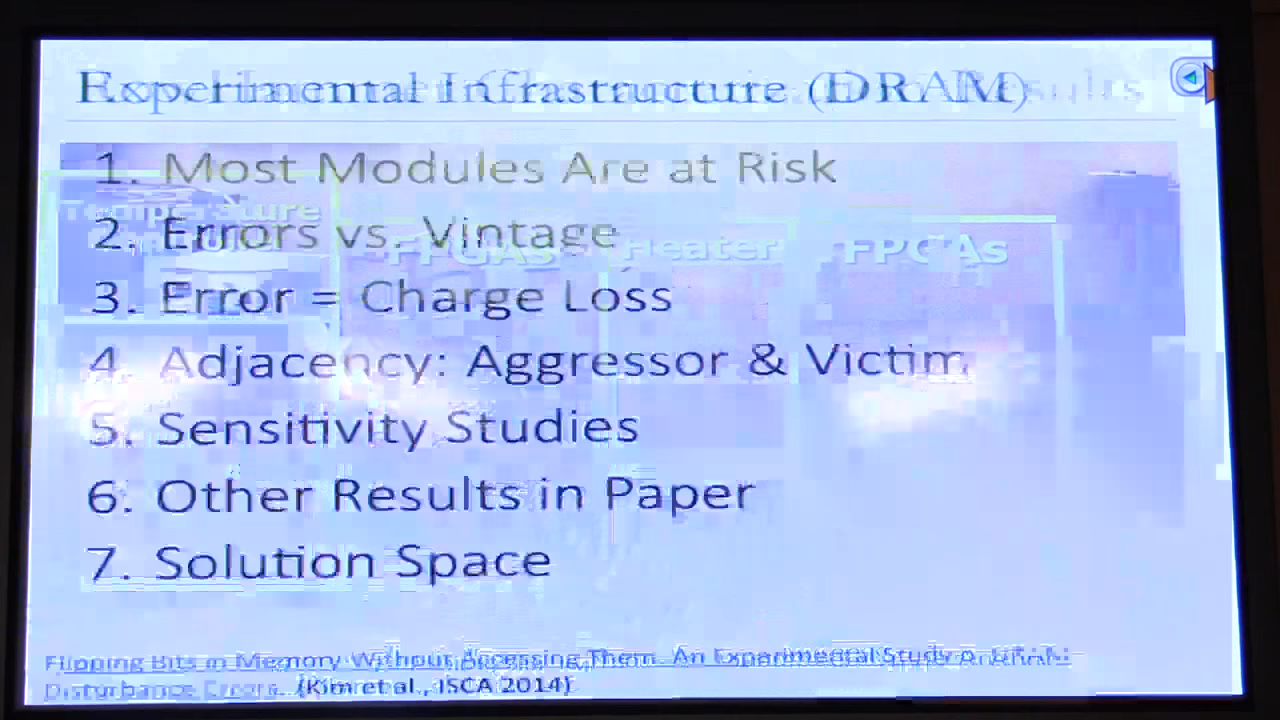 Experimental Infrastructure (DRAM) Results
1. Most Modules Are at Risk
Temperature
2. Errors vs. Vintage
FPGAs Heater FPGAs
3. Error = Charge Loss
4. Adjacency: Aggressor & Victim
5. Sensitivity Studies
6. Other Results in Paper
7. Solution Space
Flipping Bits in Memory Without Accessing Them: An Experimental Study DRAM
Disturbance Errors. (Kim et al., ISCA 2014)